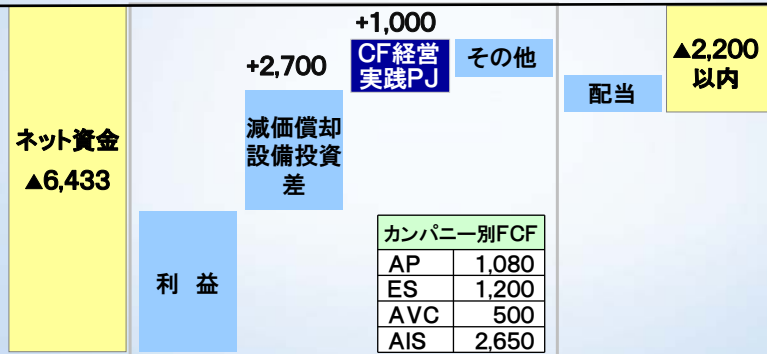 ネット資金
▲6,433
利 益
+2,700
減価償却
設備投資
差
+1,000
CF経営
実践PJ
その他
配当
▲2,200
以内
カンパニー別FCF
AP 1,080
ES 1,200
AVC 500
AIS 2,650